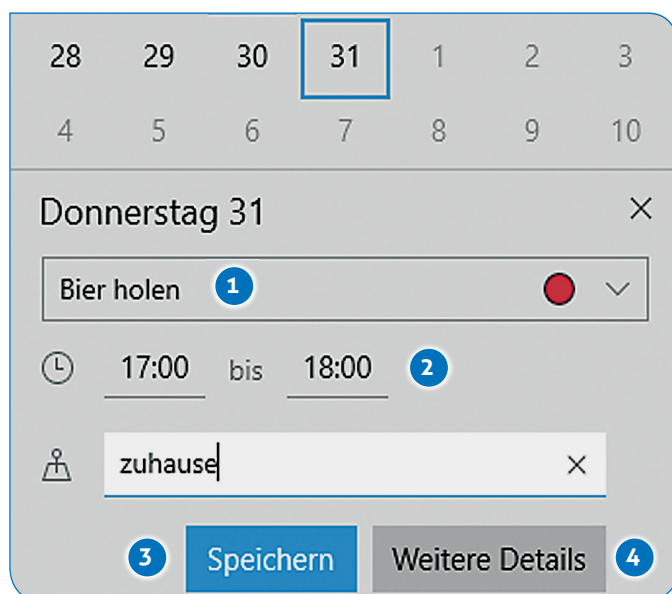 28 29 30 31 1 2 3
4 5 6 7 8 9 10
Donnerstag 31
Bier holen 1
17:00 bis 18:00 2
zuhause
3 Speichern Weitere Details 4